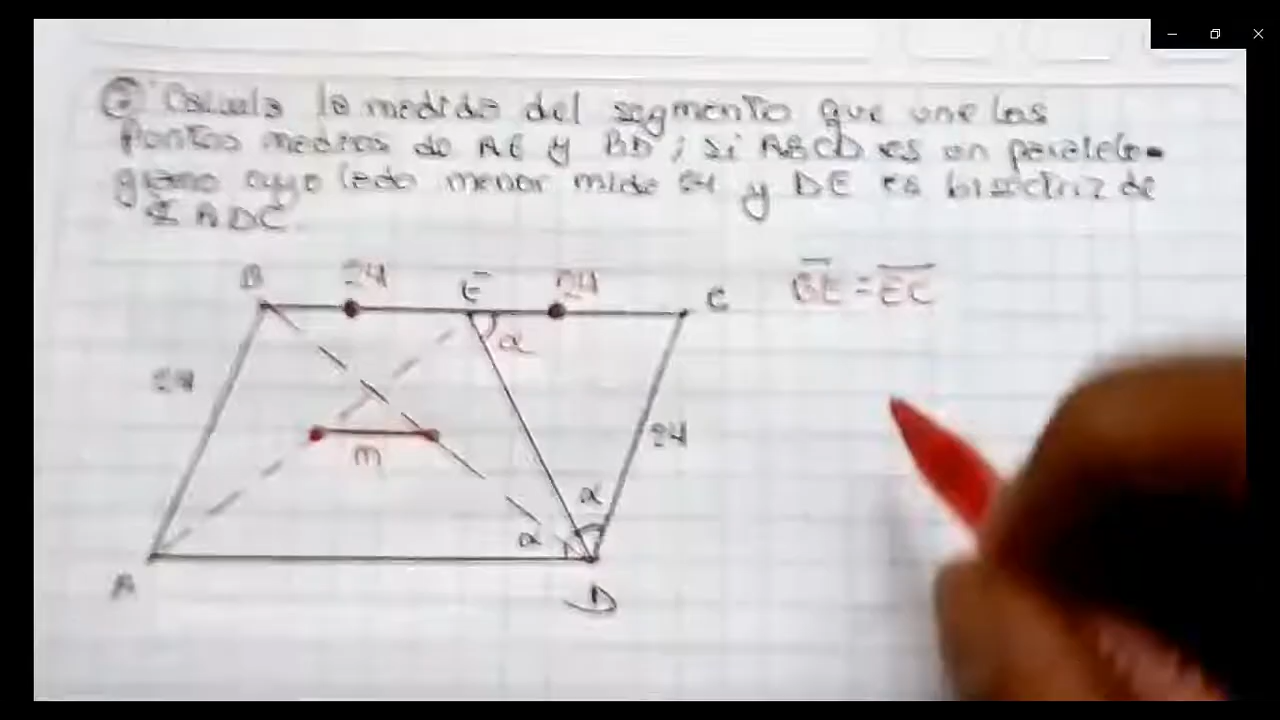 ② Calcula la medida del segmento que une los
puntos medios de AE y BD; si ABCD es un paralelo-
gramo cuyo lado menor mide 24 y DE es bisectriz de
∡ ADC.
B 24 E 24 C
BE = EC
α
24
24
m
α
α
A
D